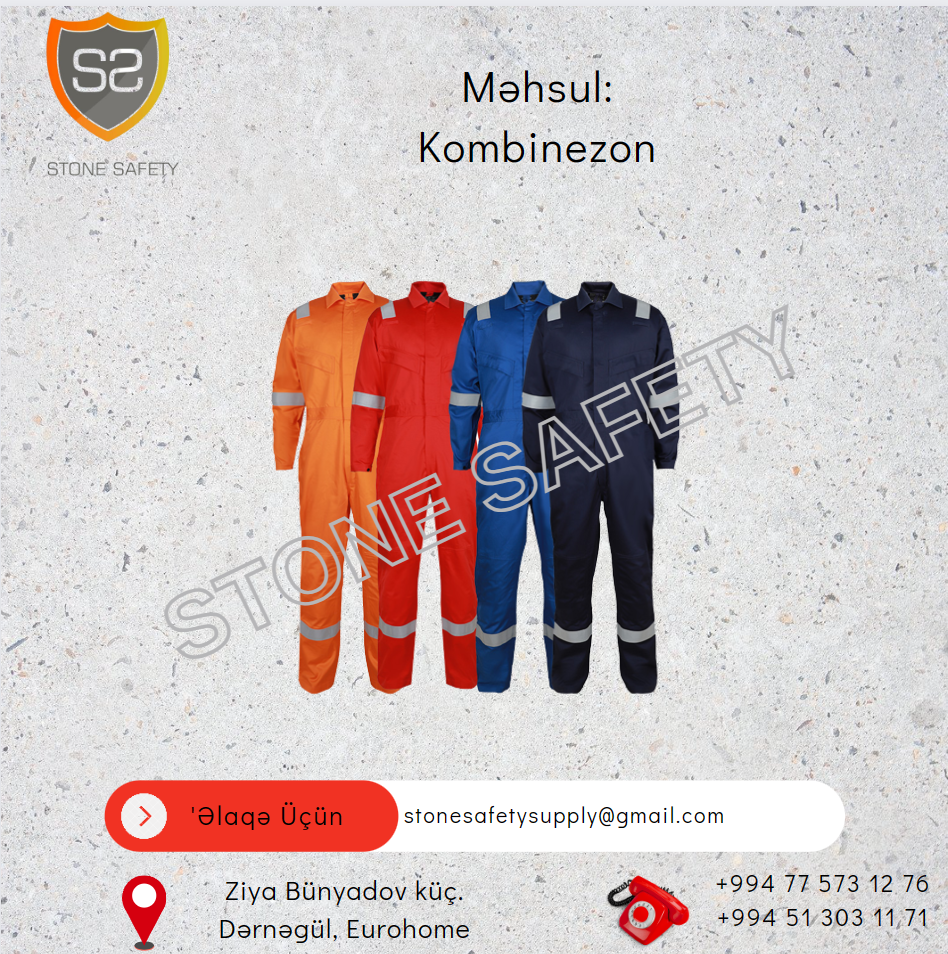 SS
STONE SAFETY
Məhsul:
Kombinezon
STONE SAFETY
'Əlaqə Üçün
stonesafetysupply@gmail.com
Ziya Bünyadov küç.
Dərnəgül, Eurohome
+994 77 573 12 76
+994 51 303 11 71